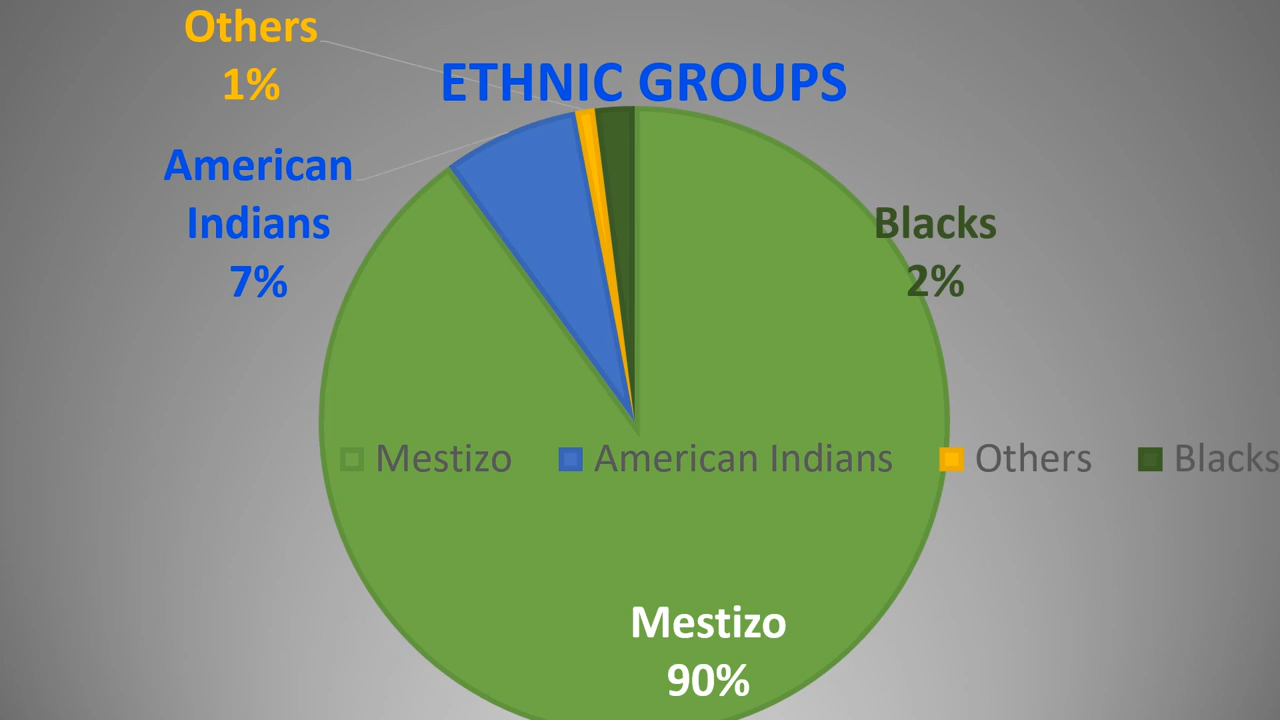 Others
1%
ETHNIC GROUPS
American
Indians
7%
Blacks
2%
Mestizo
American Indians
Others
Blacks
Mestizo
90%